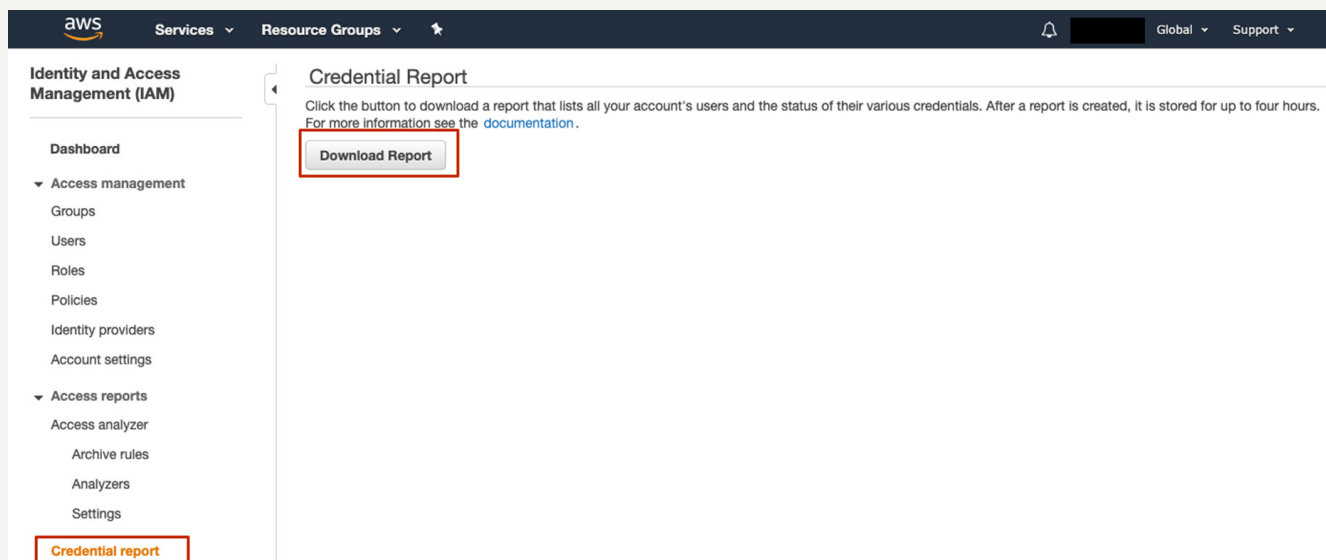 aws
Services
Resource Groups
Global
Support
Identity and Access
Management (IAM)
Dashboard
Access management
Groups
Users
Roles
Policies
Identity providers
Account settings
Access reports
Access analyzer
Archive rules
Analyzers
Settings
Credential report
Credential Report
Click the button to download a report that lists all your account's users and the status of their various credentials. After a report is created, it is stored for up to four hours.
For more information see the documentation.
Download Report